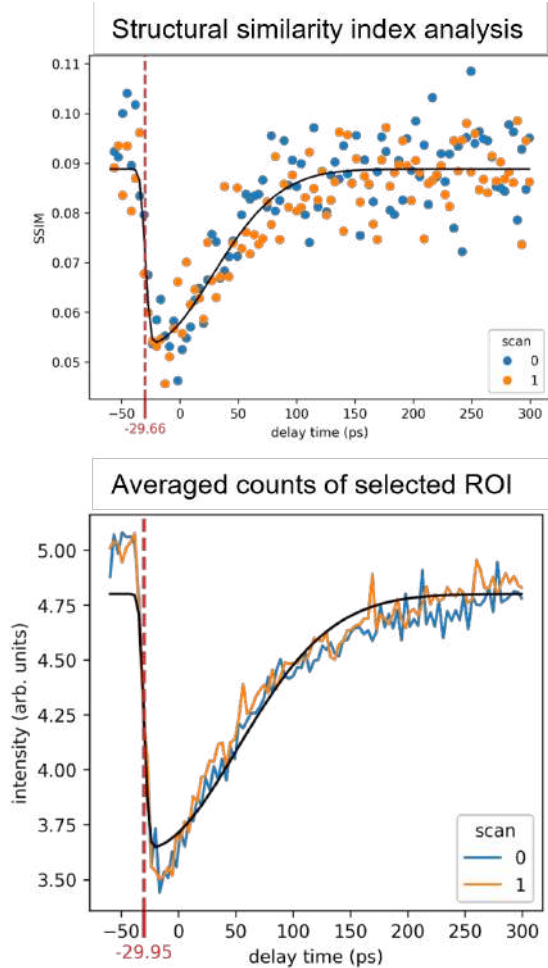 Structural similarity index analysis
0.11
0.10
0.09
0.08
0.07
0.06
0.05
SSIM
scan
0
1
−50 0 50 100 150 200 250 300
-29.66
delay time (ps)
Averaged counts of selected ROI
5.00
4.75
4.50
4.25
4.00
3.75
3.50
intensity (arb. units)
scan
0
1
−50 0 50 100 150 200 250 300
-29.95
delay time (ps)